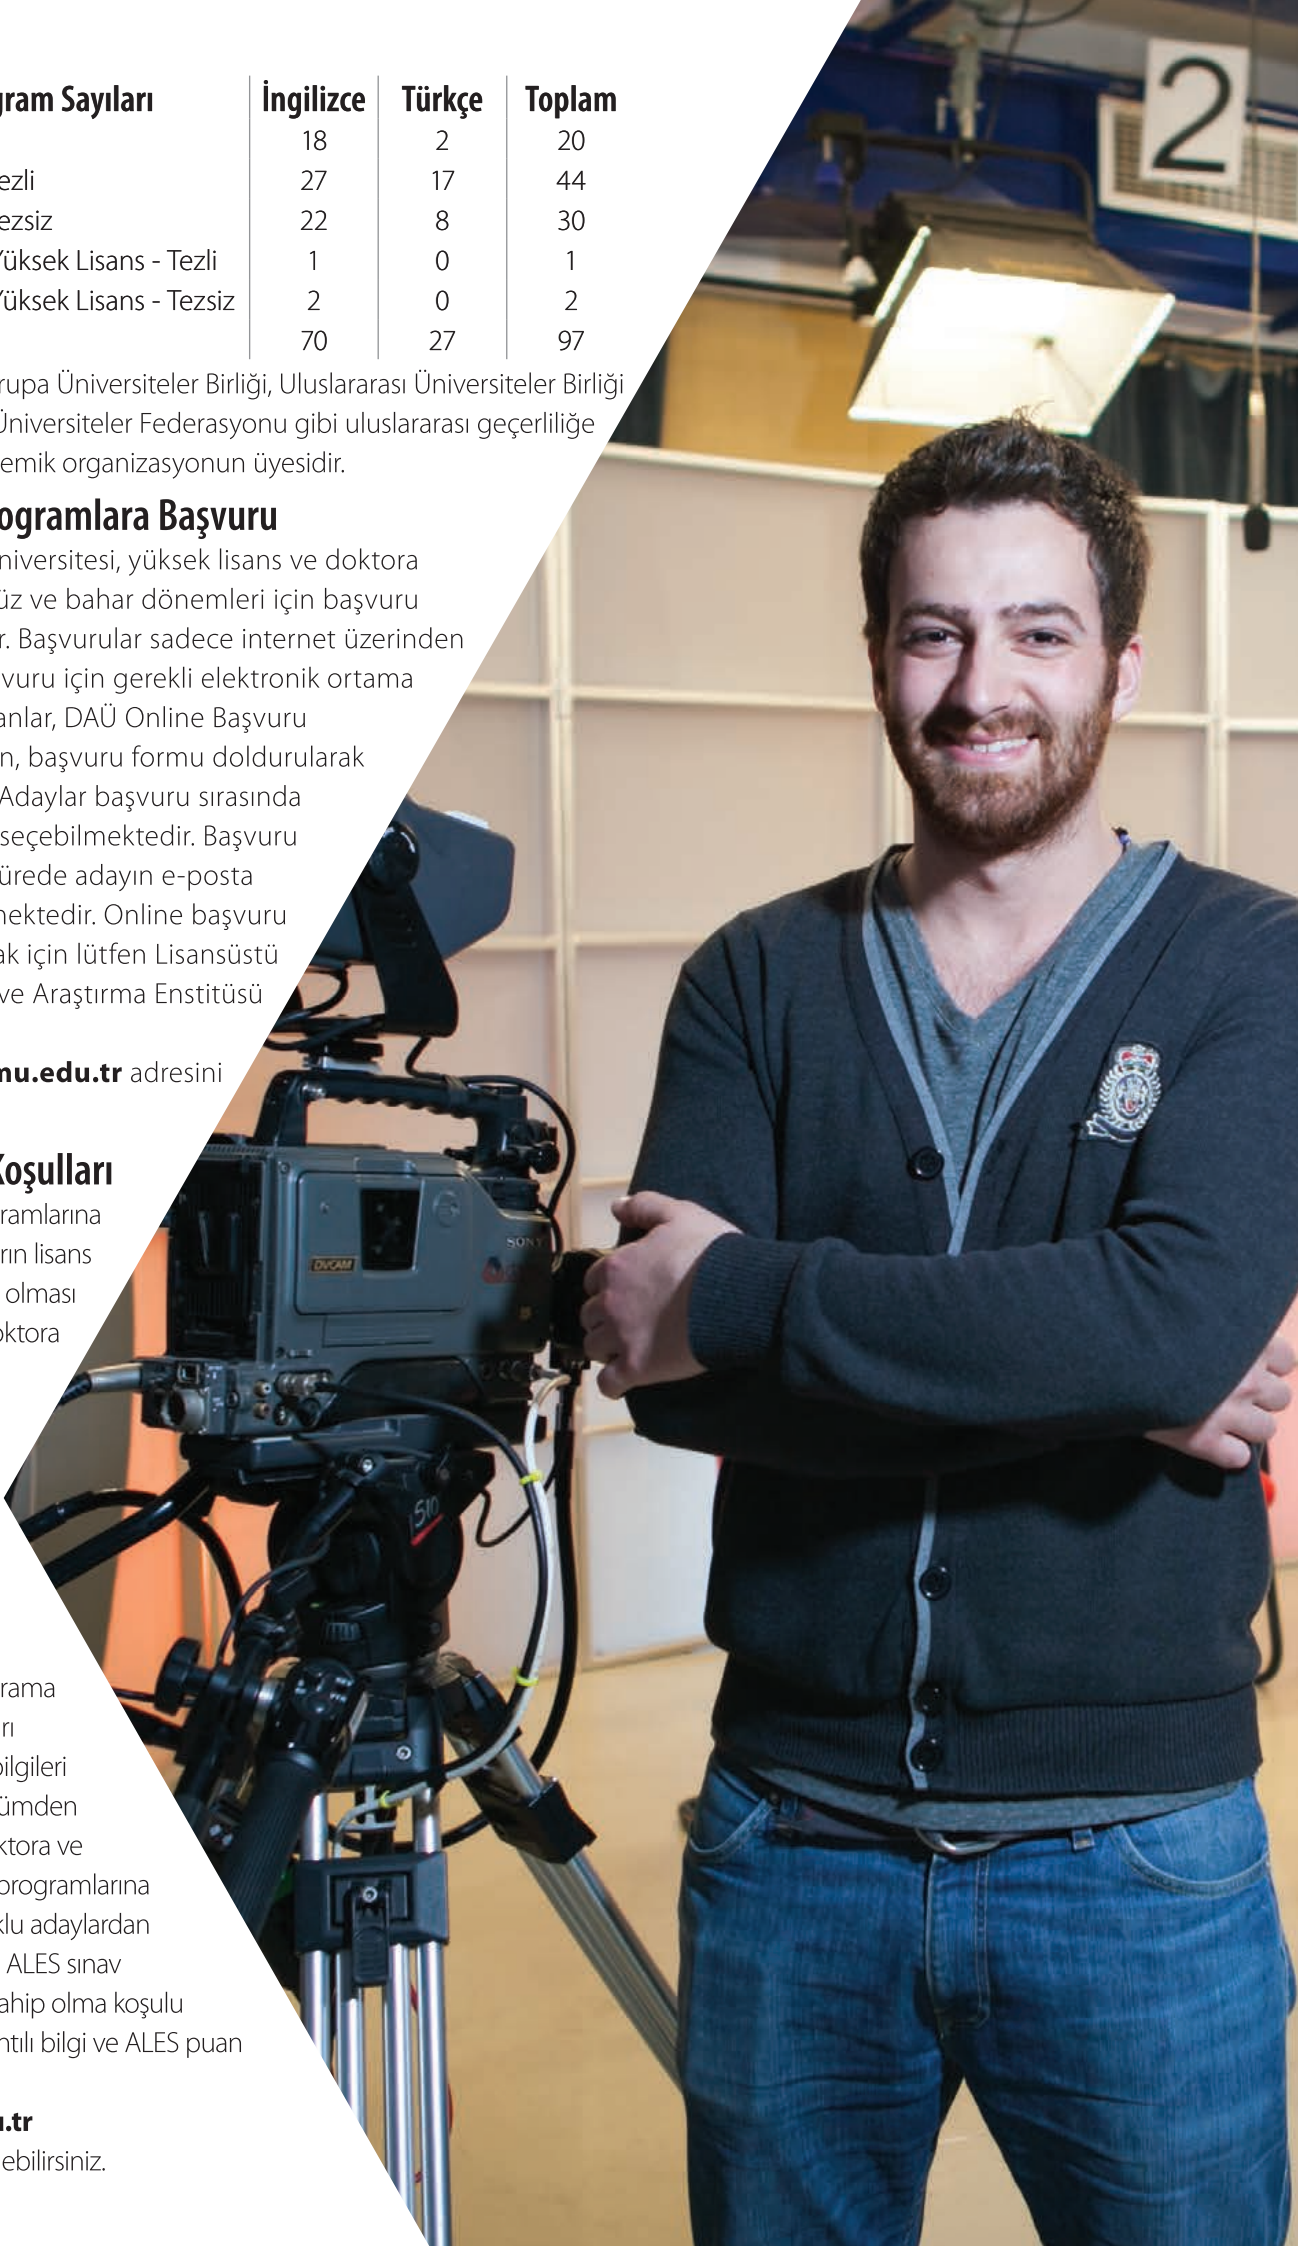 gram Sayıları İngilizce Türkçe Toplam
18 2 20
ezli 27 17 44
ezsiz 22 8 30
Yüksek Lisans - Tezli 1 0 1
Yüksek Lisans - Tezsiz 2 0 2
70 27 97
rupa Üniversiteler Birliği, Uluslararası Üniversiteler Birliği
Üniversiteler Federasyonu gibi uluslararası geçerliliğe
emik organizasyonun üyesidir.
ogramlara Başvuru
niversitesi, yüksek lisans ve doktora
üz ve bahar dönemleri için başvuru
r. Başvurular sadece internet üzerinden
vuru için gerekli elektronik ortama
anlar, DAÜ Online Başvuru
n, başvuru formu doldurularak
Adaylar başvuru sırasında
seçebilmektedir. Başvuru
ürede adayın e-posta
mektedir. Online başvuru
ak için lütfen Lisansüstü
ve Araştırma Enstitüsü
mu.edu.tr adresini
Koşulları
ramlarına
rın lisans
olması
oktora
rama
rı
bilgileri
ümden
ktora ve
programlarına
klu adaylardan
ALES sınav
ahip olma koşulu
ntılı bilgi ve ALES puan
u.tr
ebilirsiniz.
2
SONY
DVCAM
S10